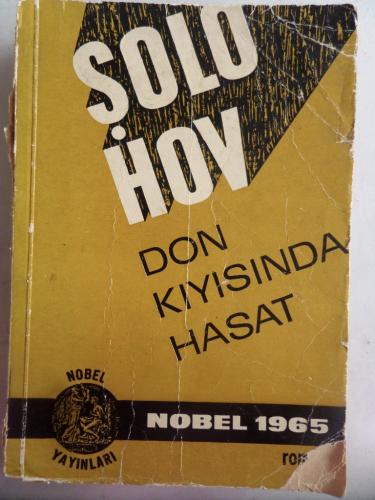 ŞOLO
HOV
DON
KIYISINDA
HASAT
NOBEL
YAYINLARI
NOBEL 1965